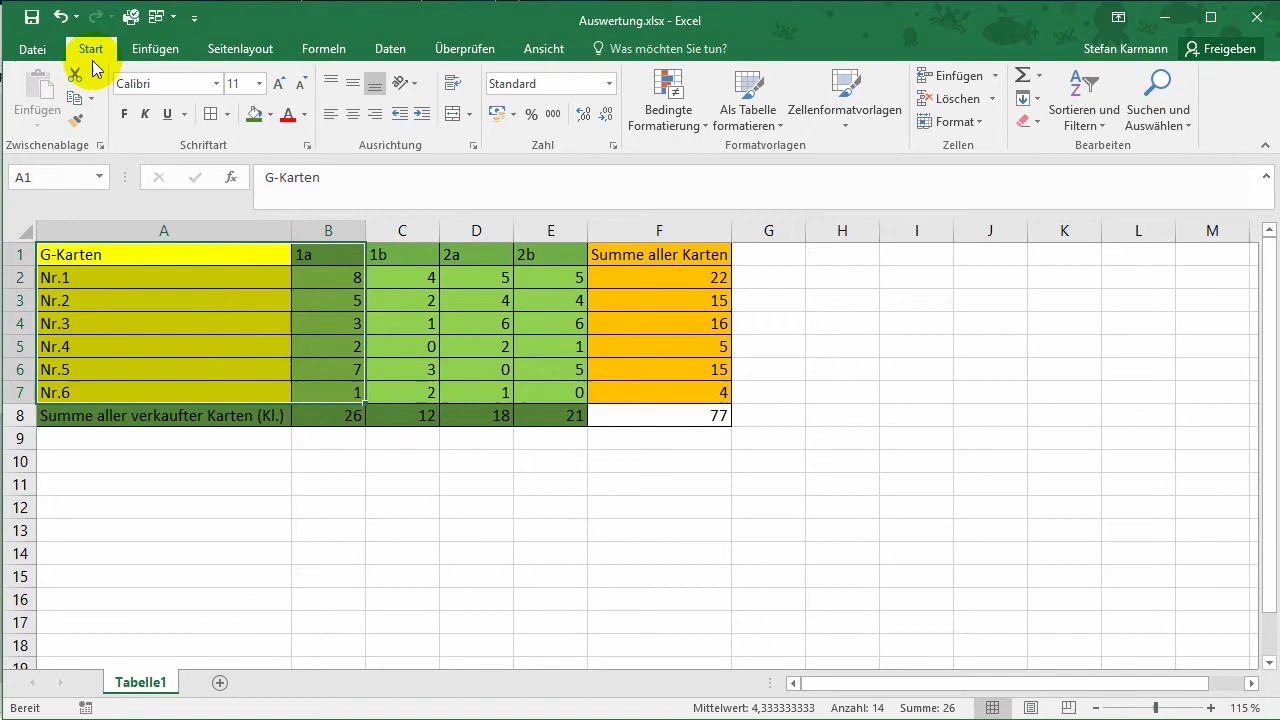 Auswertung.xlsx - Excel
Datei Start Einfügen Seitenlayout Formeln Daten Überprüfen Ansicht Was möchten Sie tun? Stefan Karmann Freigeben
Einfügen
Zwischenablage
Calibri 11
F K U
Schriftart
Ausrichtung
Standard
% 000
Zahl
Bedingte
Formatierung
Als Tabelle
formatieren
Zellenformatvorlagen
Formatvorlagen
Einfügen
Löschen
Format
Zellen
Sortieren und
Filtern
Suchen und
Auswählen
Bearbeiten
A1 fx G-Karten
A B C D E F G H I J K L M
1 G-Karten 1a 1b 2a 2b Summe aller Karten
2 Nr.1 8 4 5 5 22
3 Nr.2 5 2 4 4 15
4 Nr.3 3 1 6 6 16
5 Nr.4 2 0 2 1 5
6 Nr.5 7 3 0 5 15
7 Nr.6 1 2 1 0 4
8 Summe aller verkaufter Karten (Kl.) 26 12 18 21 77
9
10
11
12
13
14
15
16
17
18
19
Tabelle1
Bereit Mittelwert: 4,333333333 Anzahl: 14 Summe: 26 115 %